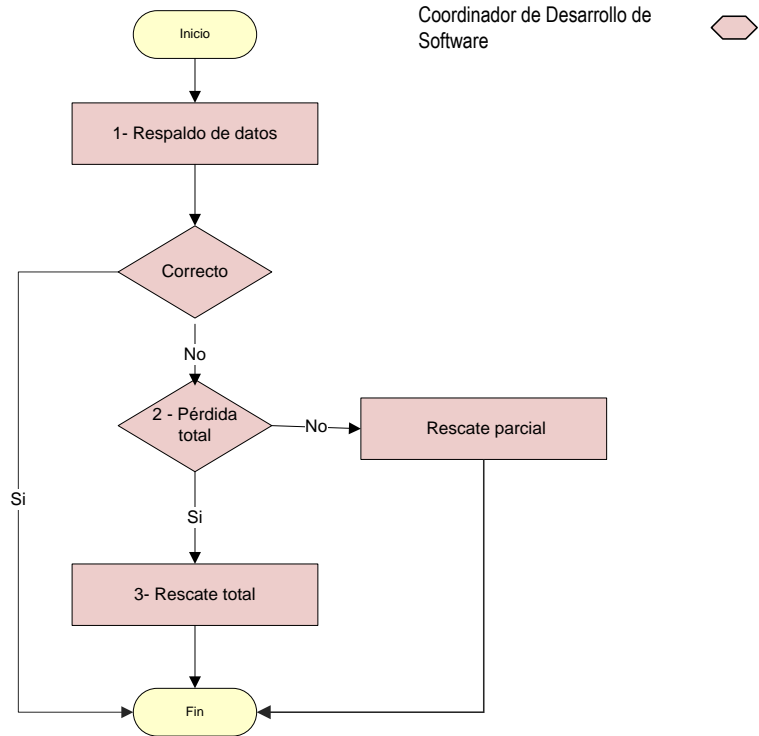 Coordinador de Desarrollo de
Software
Inicio
1- Respaldo de datos
Correcto
No
2 - Pérdida
total
No
Rescate parcial
Si
Si
3- Rescate total
Fin